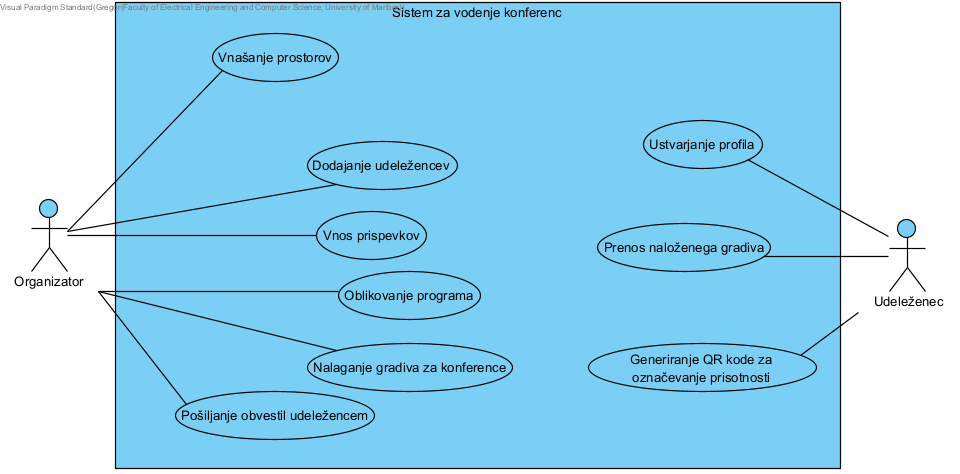 Visual Paradigm Standard(Gregor(Faculty of Electrical Engineering and Computer Science, University of Maribor))
Sistem za vodenje konferenc
Vnašanje prostorov
Ustvarjanje profila
Dodajanje udeležencev
Vnos prispevkov
Prenos naloženega gradiva
Organizator
Oblikovanje programa
Udeleženec
Nalaganje gradiva za konference
Generiranje QR kode za
označevanje prisotnosti
Pošiljanje obvestil udeležencem